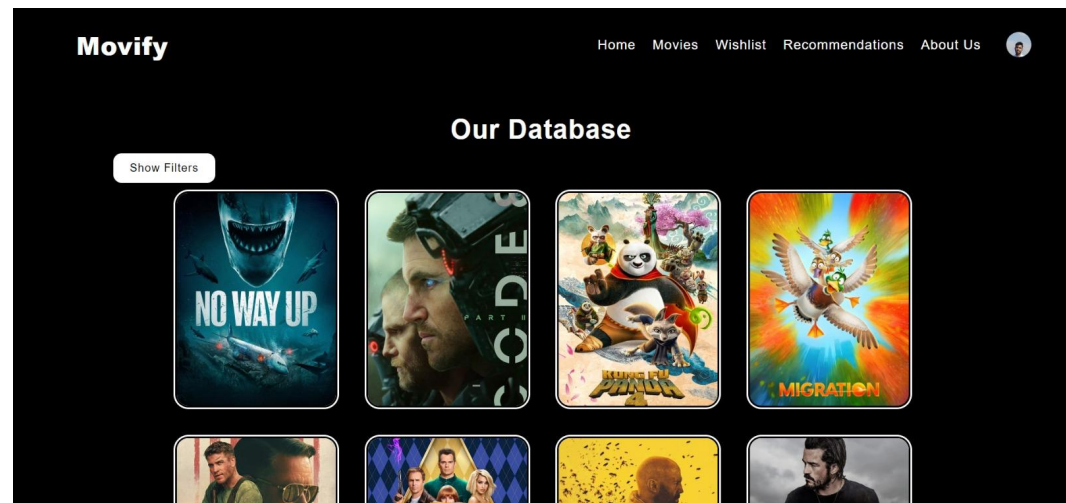 Movify
Home Movies Wishlist Recommendations About Us
Our Database
Show Filters
NO WAY UP
CODE 8
PART II
KUNG FU
PANDA
4
MIGRATION